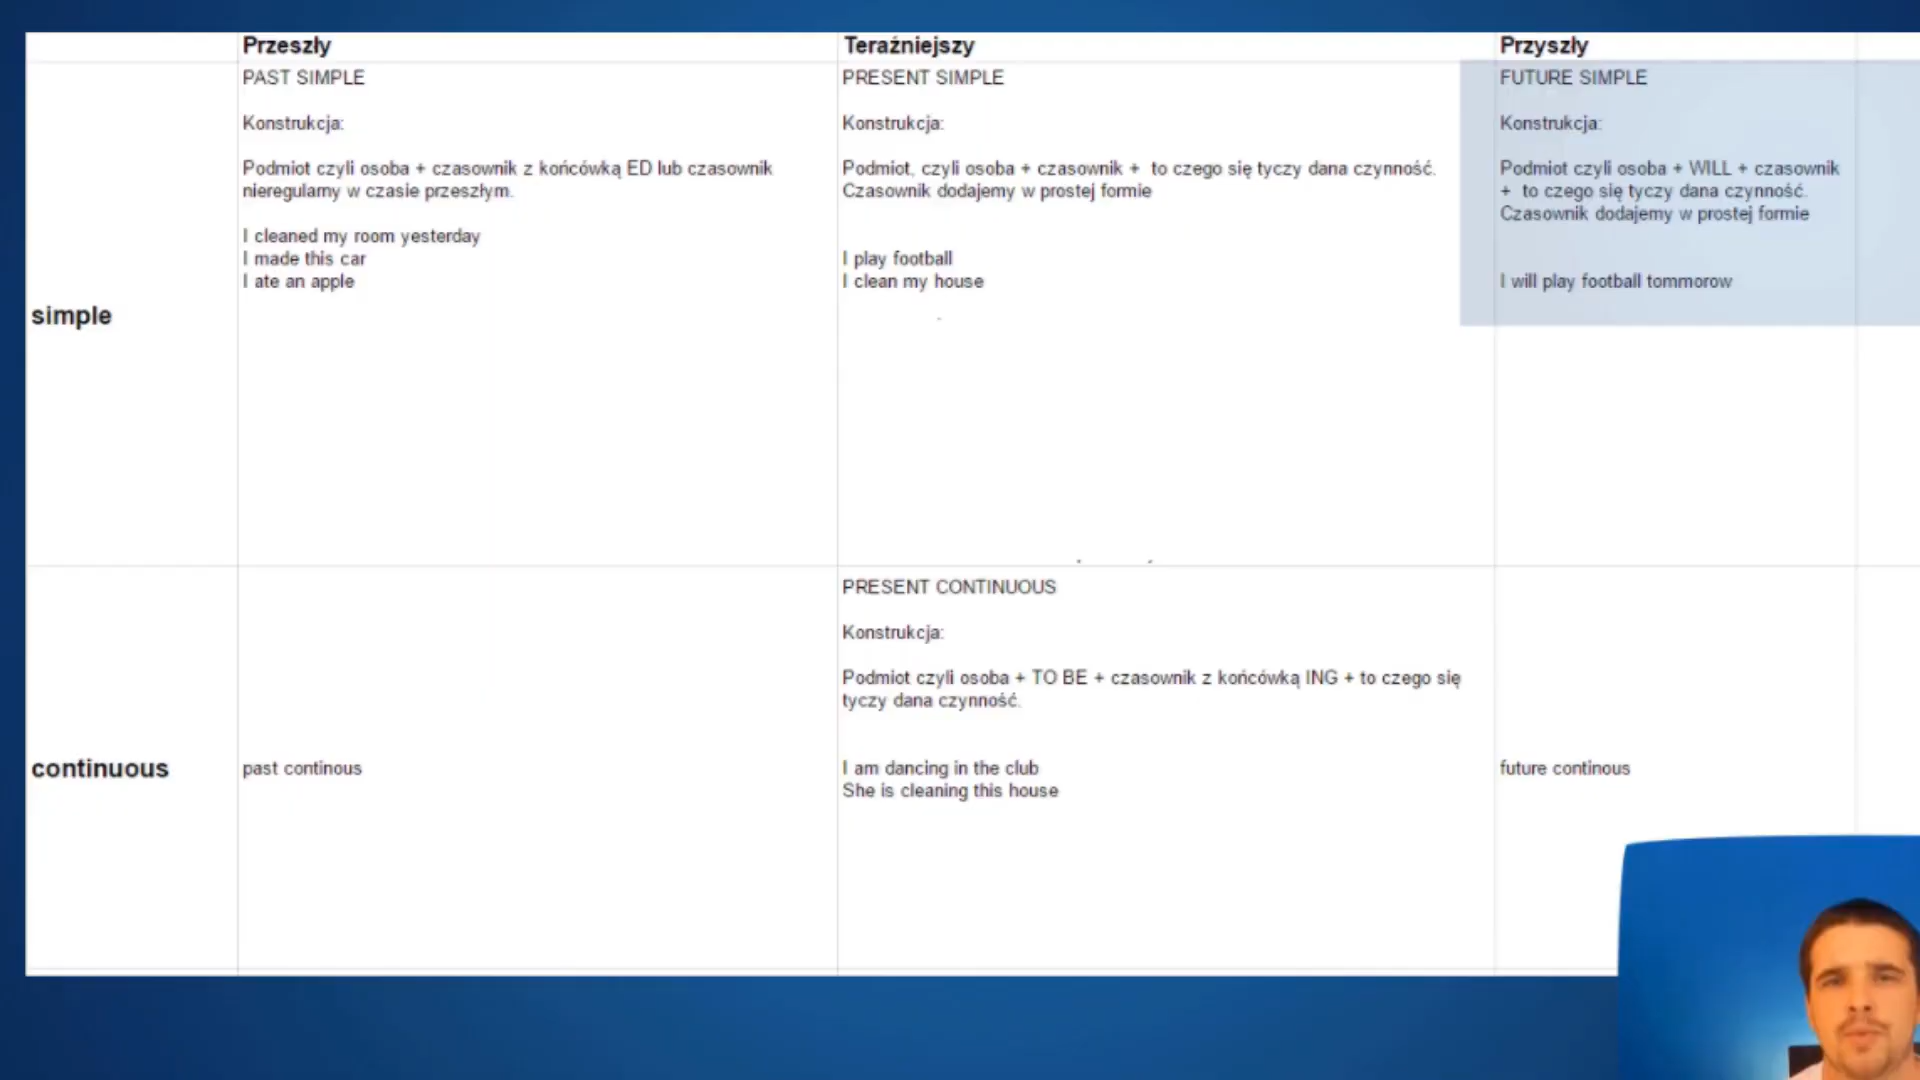 Przeszły
Teraźniejszy
Przyszły
simple
PAST SIMPLE
Konstrukcja:
Podmiot czyli osoba + czasownik z końcówką ED lub czasownik
nieregularny w czasie przeszłym.
I cleaned my room yesterday
I made this car
I ate an apple
PRESENT SIMPLE
Konstrukcja:
Podmiot, czyli osoba + czasownik + to czego się tyczy dana czynność.
Czasownik dodajemy w prostej formie
I play football
I clean my house
FUTURE SIMPLE
Konstrukcja:
Podmiot czyli osoba + WILL + czasownik
+ to czego się tyczy dana czynność.
Czasownik dodajemy w prostej formie
I will play football tommorow
continuous
past continous
PRESENT CONTINUOUS
Konstrukcja:
Podmiot czyli osoba + TO BE + czasownik z końcówką ING + to czego się
tyczy dana czynność.
I am dancing in the club
She is cleaning this house
future continous